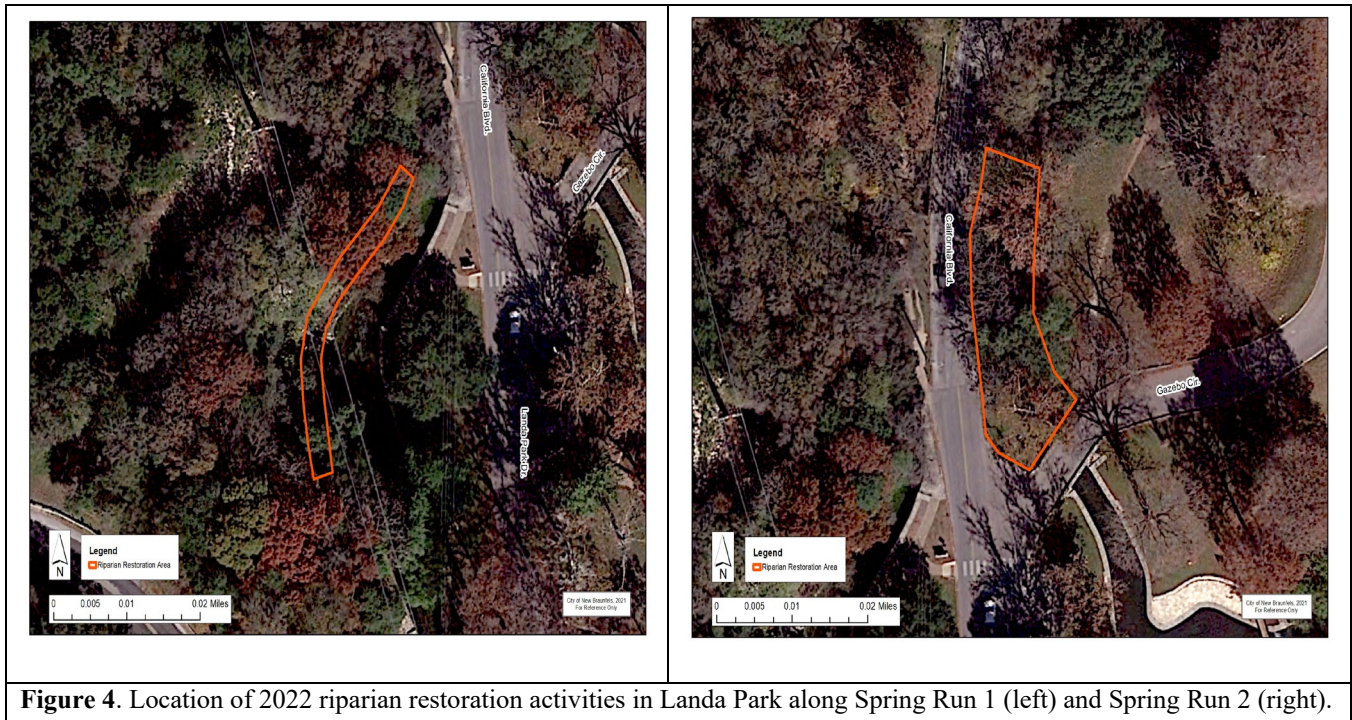 California Blvd.
Gazebo Cir.
Landa Park Dr.
N
Legend
Riparian Restoration Area
0 0.005 0.01 0.02 Miles
City of New Braunfels, 2021
For Reference Only
California Blvd.
Gazebo Cir.
N
Legend
Riparian Restoration Area
0 0.005 0.01 0.02 Miles
City of New Braunfels, 2021
For Reference Only
Figure 4. Location of 2022 riparian restoration activities in Landa Park along Spring Run 1 (left) and Spring Run 2 (right).